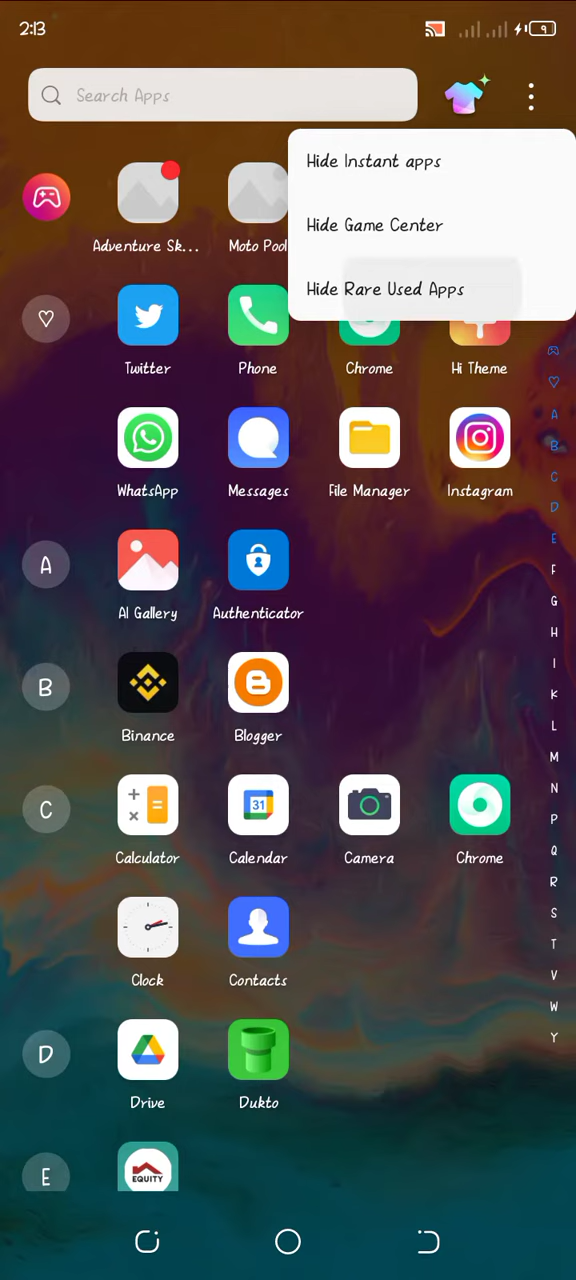 2:13
9
Search Apps
Hide Instant apps
Hide Game Center
Hide Rare Used Apps
Adventure Sk...
Moto Pool
Twitter
Phone
Chrome
Hi Theme
WhatsApp
Messages
File Manager
Instagram
A
AI Gallery
Authenticator
B
Binance
Blogger
C
31
Calculator
Calendar
Camera
Chrome
Clock
Contacts
D
Drive
Dukto
E
EQUITY
A
B
C
D
E
F
G
H
I
K
L
M
N
P
Q
R
S
T
V
W
Y